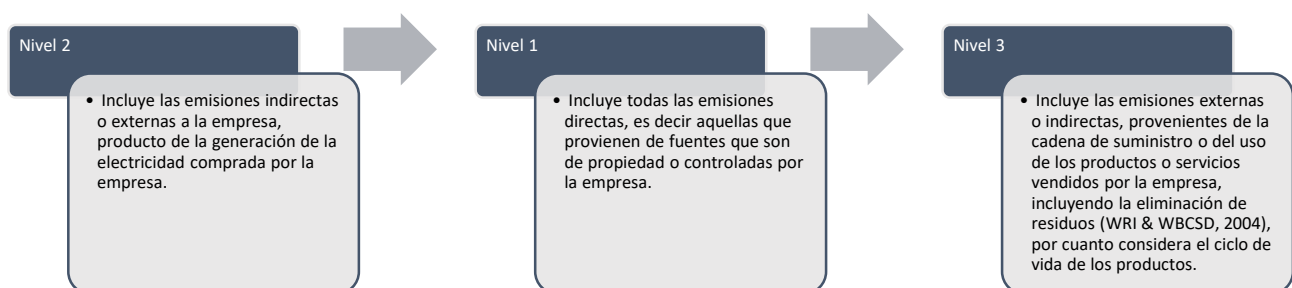 Nivel 2
• Incluye las emisiones indirectas
o externas a la empresa,
producto de la generación de la
electricidad comprada por la
empresa.
Nivel 1
• Incluye todas las emisiones
directas, es decir aquellas que
provienen de fuentes que son
de propiedad o controladas por
la empresa.
Nivel 3
• Incluye las emisiones externas
o indirectas, provenientes de la
cadena de suministro o del uso
de los productos o servicios
vendidos por la empresa,
incluyendo la eliminación de
residuos (WRI & WBCSD, 2004),
por cuanto considera el ciclo de
vida de los productos.